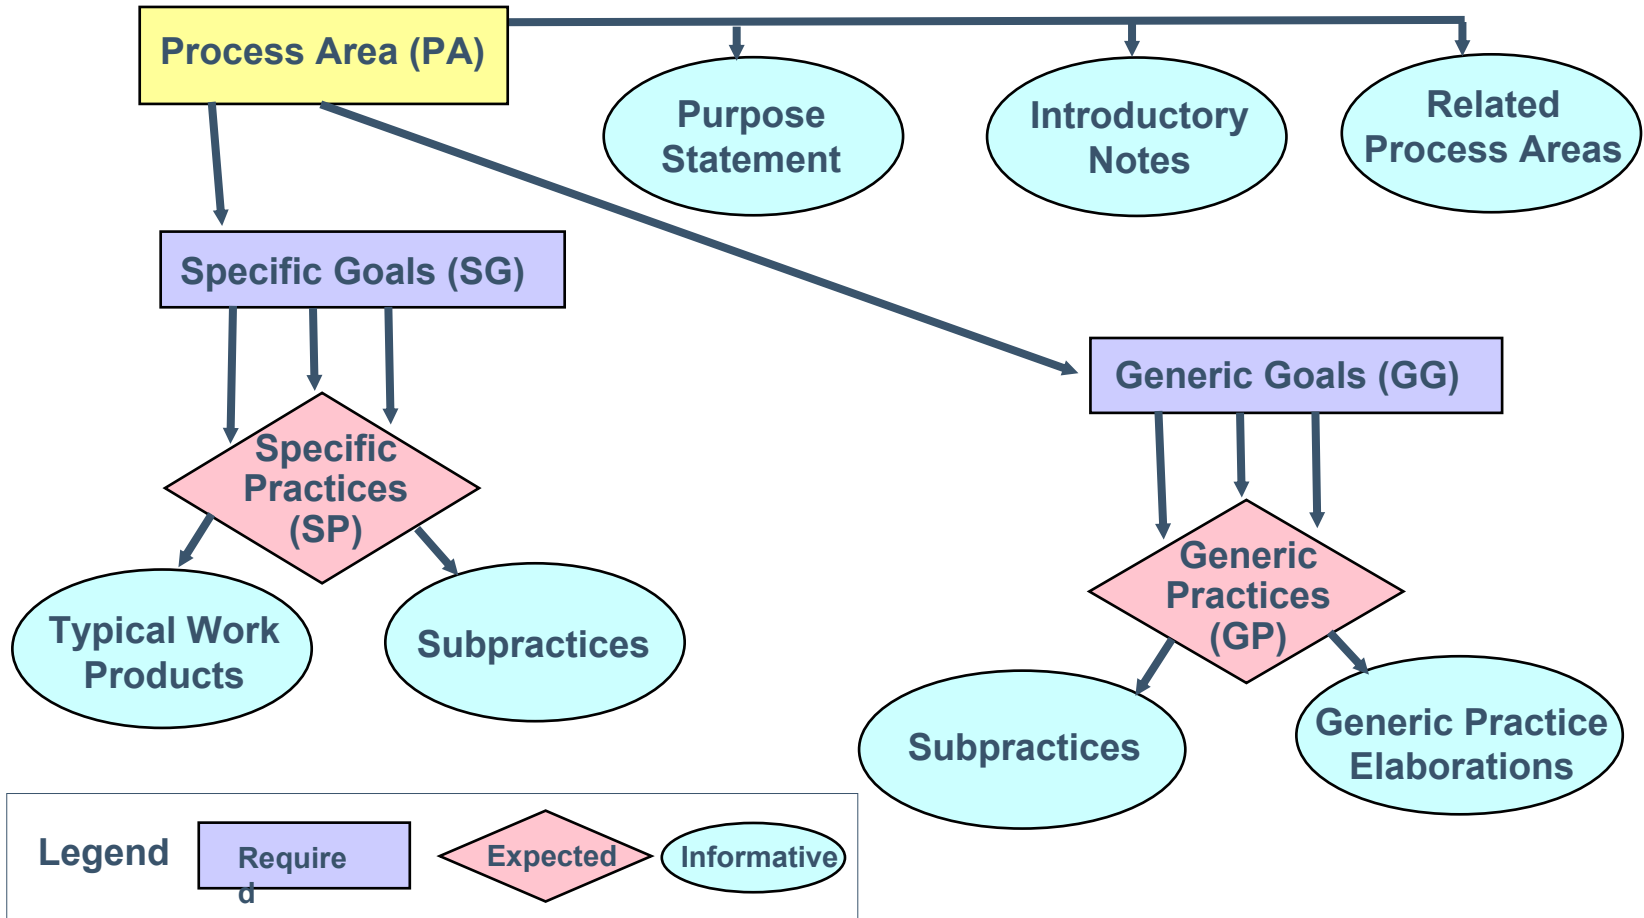 Process Area (PA)
Purpose
Statement
Introductory
Notes
Related
Process Areas
Specific Goals (SG)
Generic Goals (GG)
Specific
Practices
(SP)
Generic
Practices
(GP)
Typical Work
Products
Subpractices
Subpractices
Generic Practice
Elaborations
Legend
Require
d
Expected
Informative